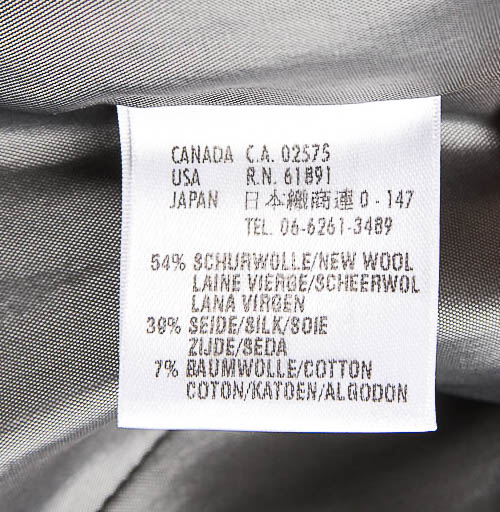 CANADA C.A. 02575
USA R.N. 61891
JAPAN 日本織商連 0 - 147
TEL. 06-6261-3489
54% SCHURWOLLE/NEW WOOL
LAINE VIERGE/SCHEERWOL
LANA VIRGEN
39% SEIDE/SILK/SOIE
ZIJDE/SEDA
7% BAUMWOLLE/COTTON
COTON/KATOEN/ALGODON